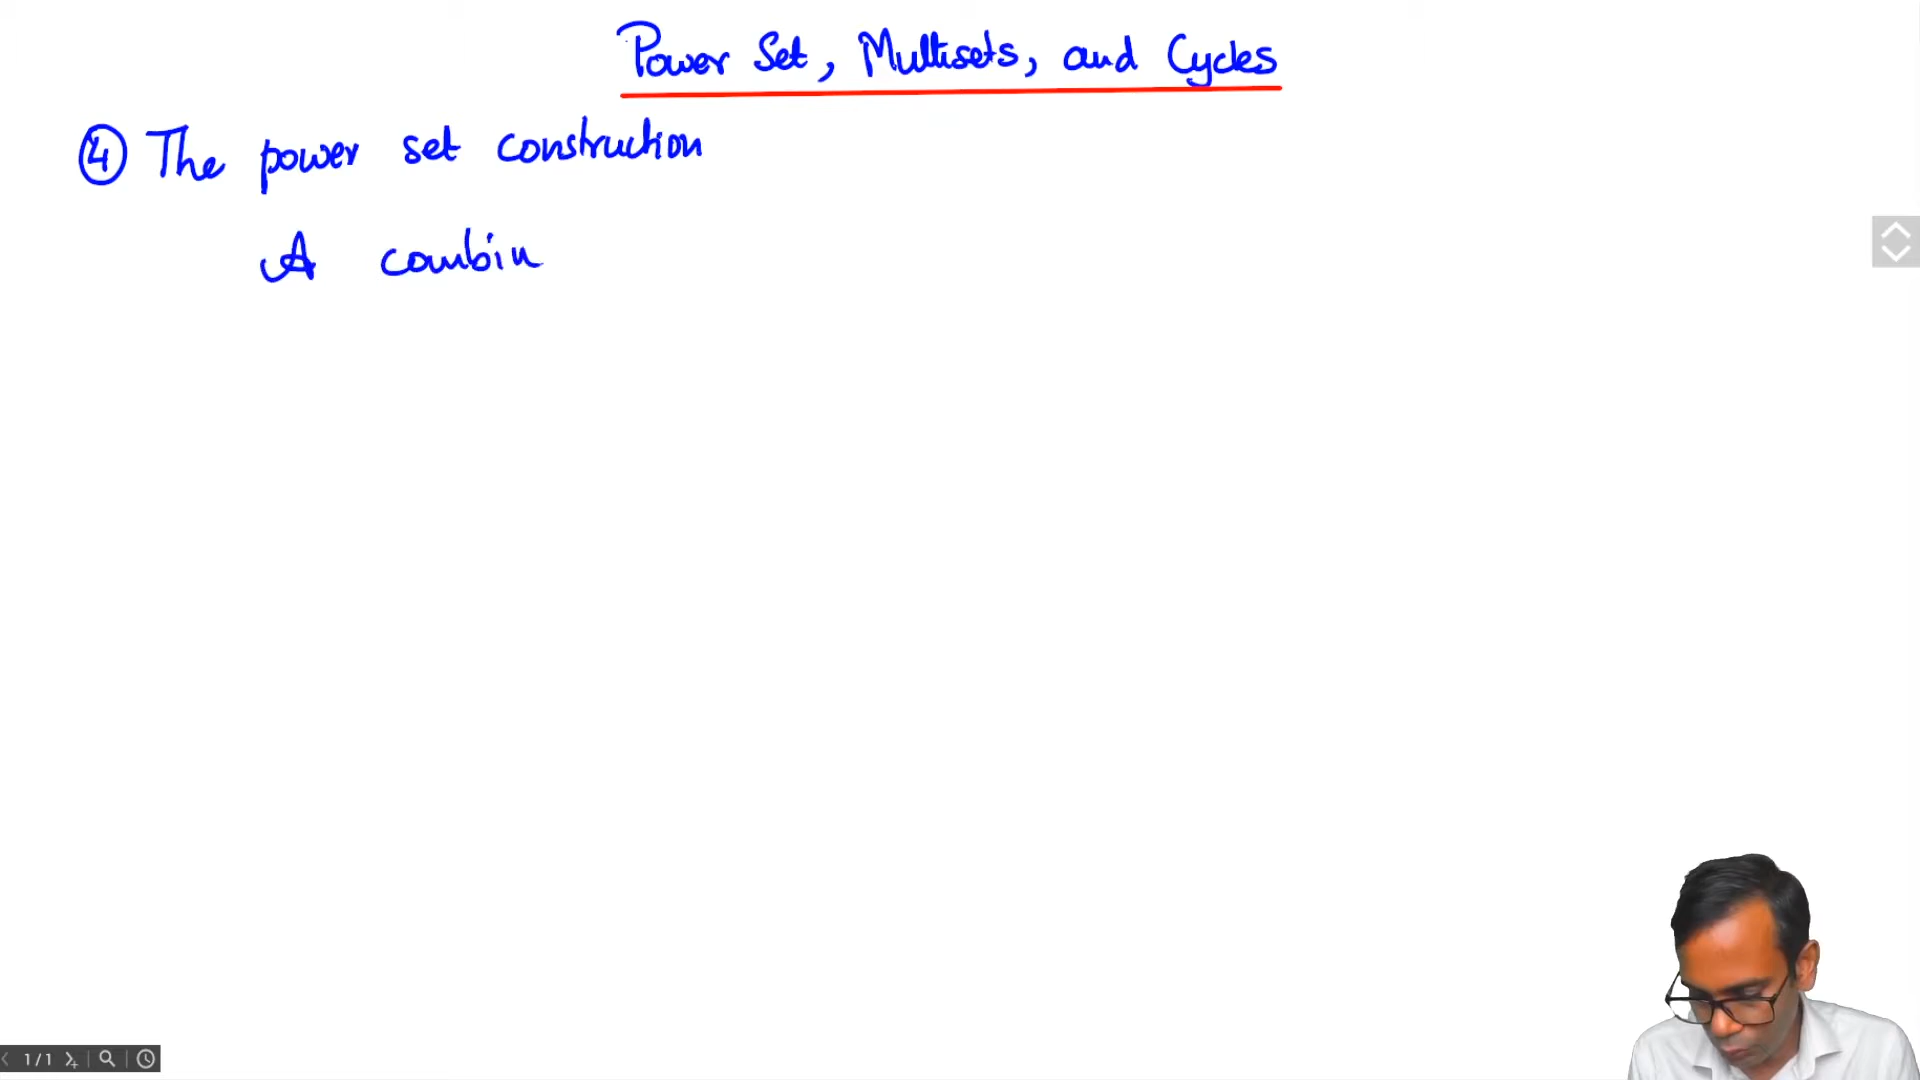 Power Set, Multisets, and Cycles
④ The power set construction
A combin
1/1